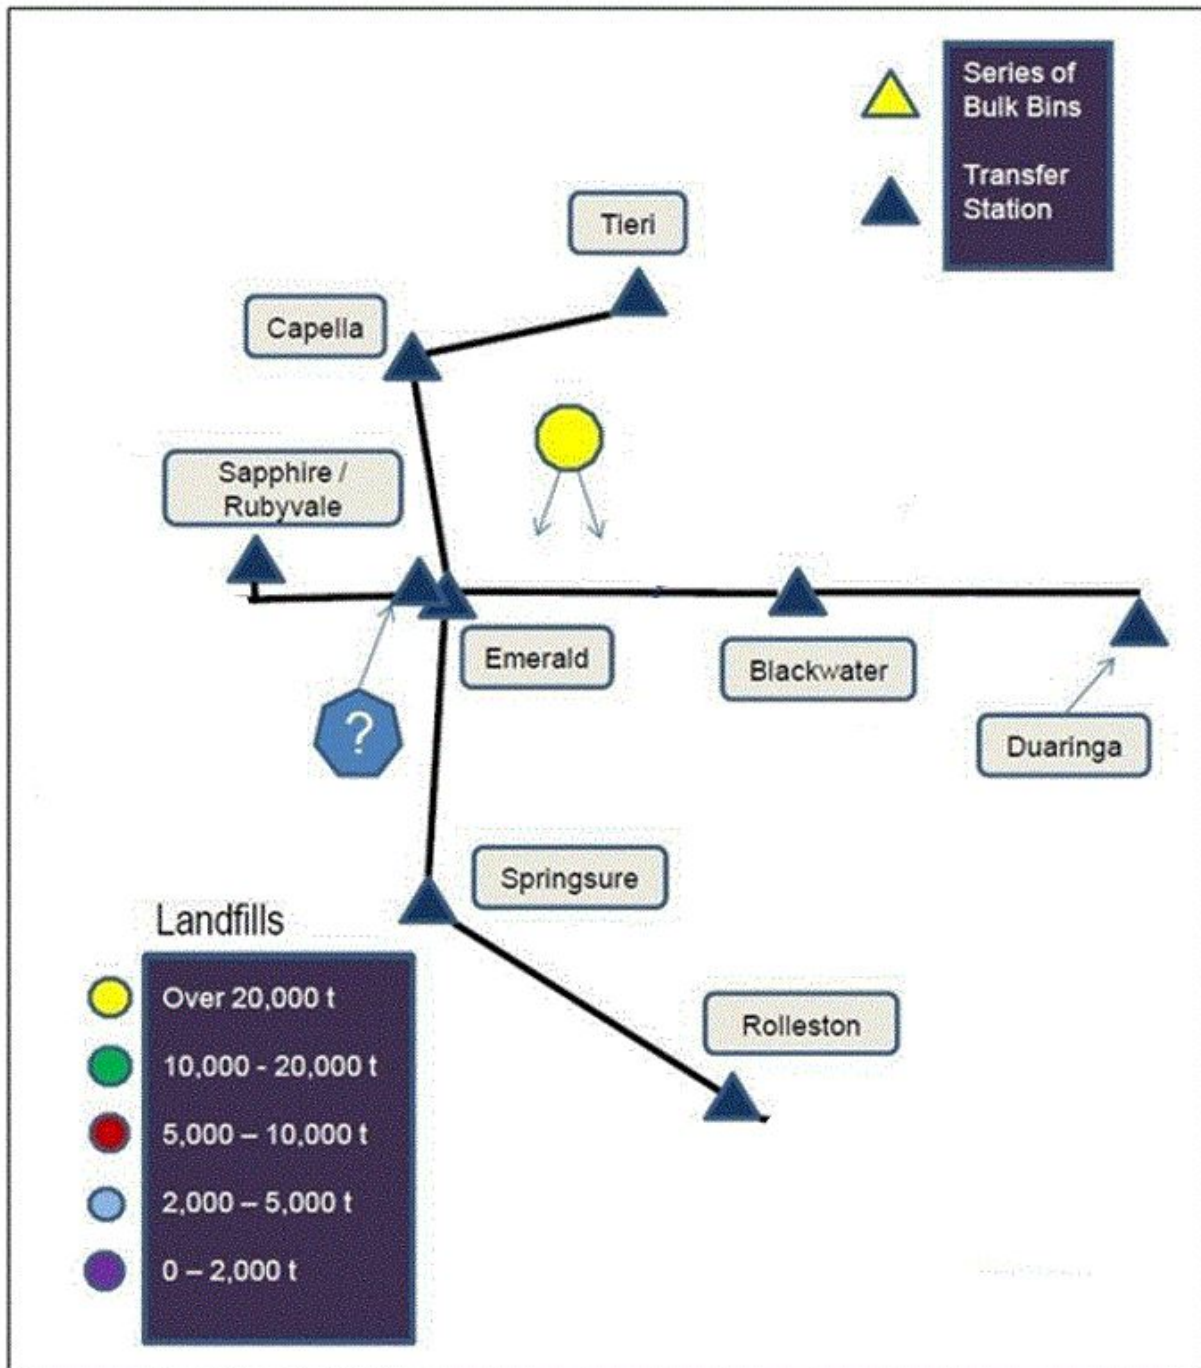 Series of
Bulk Bins
Transfer
Station
Tieri
Capella
Sapphire /
Rubyvale
Emerald
Blackwater
?
Duaringa
Springsure
Landfills
Over 20,000 t
10,000 - 20,000 t
5,000 – 10,000 t
2,000 – 5,000 t
0 – 2,000 t
Rolleston